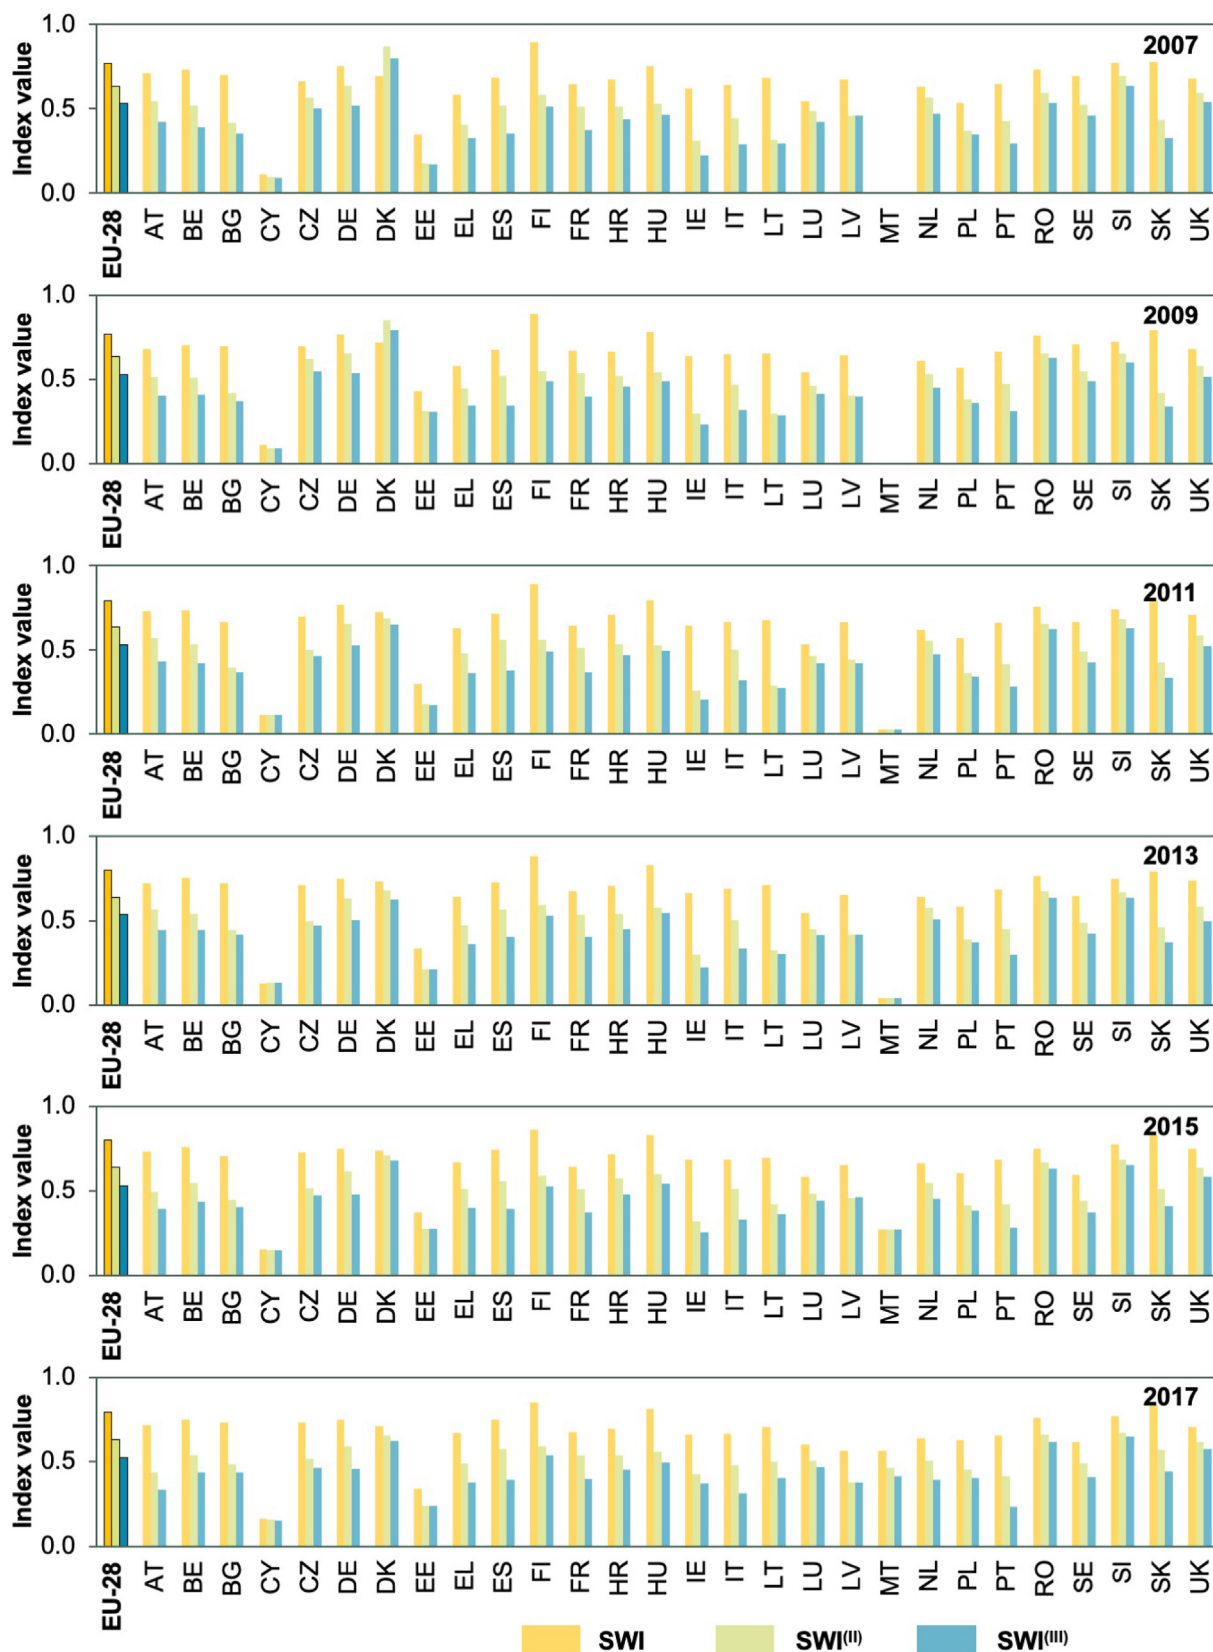 1.0
2007
Index value
0.5
0.0
EU-28 AT BE BG CY CZ DE DK EE EL ES FI FR HR HU IE IT LT LU LV MT NL PL PT RO SE SI SK UK
1.0
2009
Index value
0.5
0.0
EU-28 AT BE BG CY CZ DE DK EE EL ES FI FR HR HU IE IT LT LU LV MT NL PL PT RO SE SI SK UK
1.0
2011
Index value
0.5
0.0
EU-28 AT BE BG CY CZ DE DK EE EL ES FI FR HR HU IE IT LT LU LV MT NL PL PT RO SE SI SK UK
1.0
2013
Index value
0.5
0.0
EU-28 AT BE BG CY CZ DE DK EE EL ES FI FR HR HU IE IT LT LU LV MT NL PL PT RO SE SI SK UK
1.0
2015
Index value
0.5
0.0
EU-28 AT BE BG CY CZ DE DK EE EL ES FI FR HR HU IE IT LT LU LV MT NL PL PT RO SE SI SK UK
1.0
2017
Index value
0.5
0.0
EU-28 AT BE BG CY CZ DE DK EE EL ES FI FR HR HU IE IT LT LU LV MT NL PL PT RO SE SI SK UK
SWI SWI(II) SWI(III)